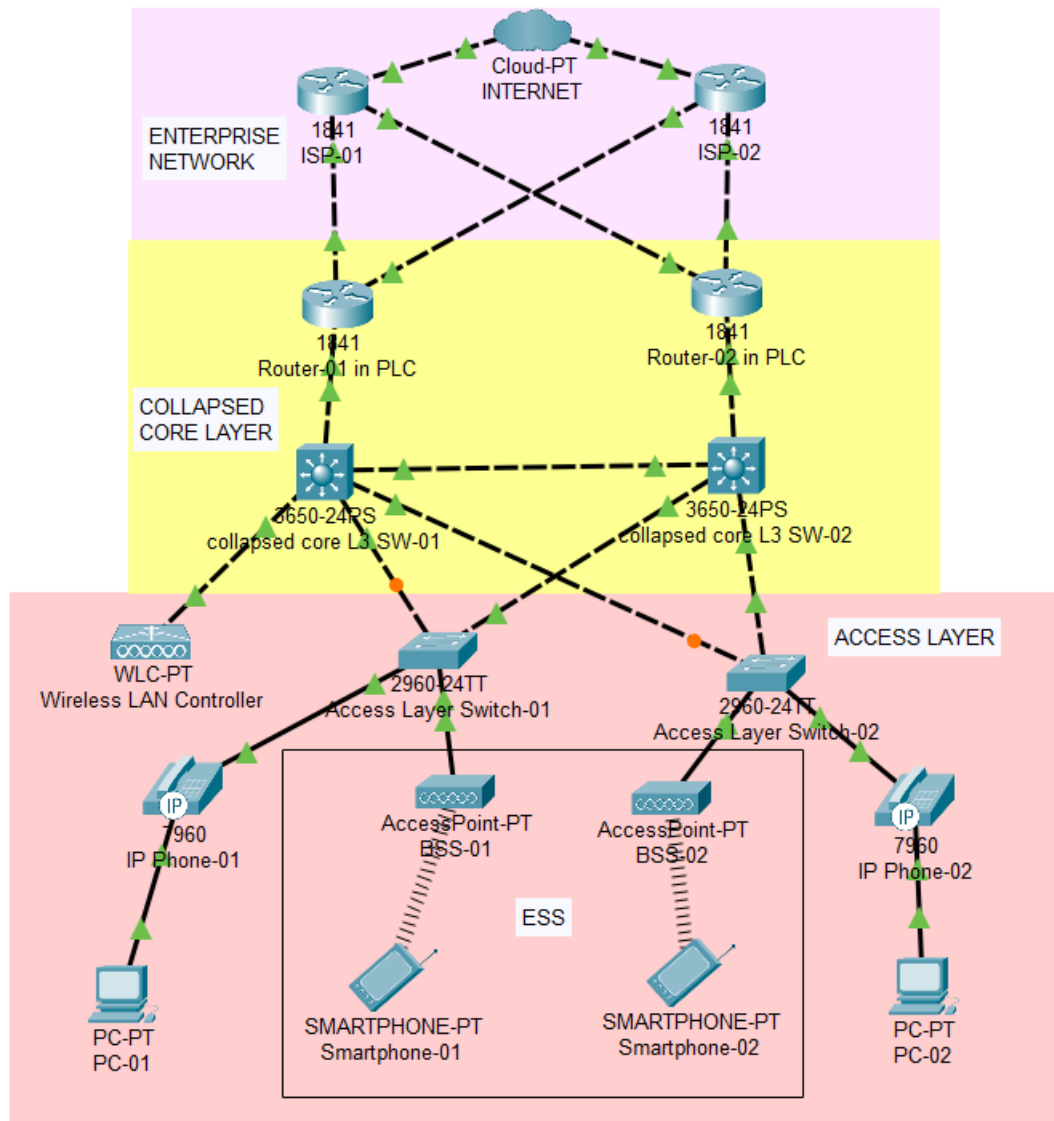 Cloud-PT
INTERNET
1841
ISP-01
1841
ISP-02
ENTERPRISE
NETWORK
1841
Router-01 in PLC
1841
Router-02 in PLC
COLLAPSED
CORE LAYER
3650-24PS
collapsed core L3 SW-01
3650-24PS
collapsed core L3 SW-02
ACCESS LAYER
WLC-PT
Wireless LAN Controller
2960-24TT
Access Layer Switch-01
2960-24TT
Access Layer Switch-02
IP
7960
IP Phone-01
AccessPoint-PT
BSS-01
AccessPoint-PT
BSS-02
IP
7960
IP Phone-02
ESS
PC-PT
PC-01
SMARTPHONE-PT
Smartphone-01
SMARTPHONE-PT
Smartphone-02
PC-PT
PC-02